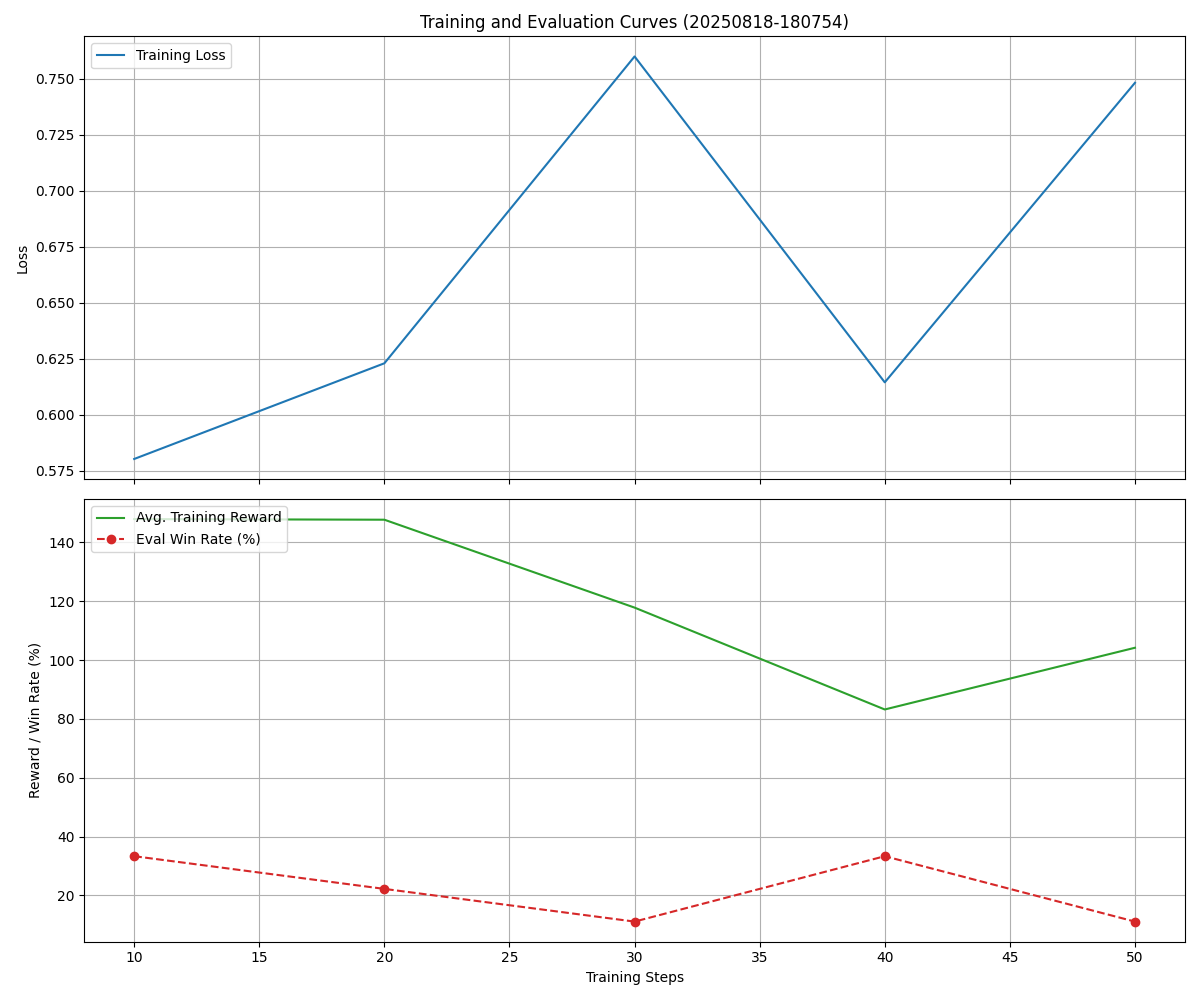 Training and Evaluation Curves (20250818-180754)
Training Loss
0.750
0.725
0.700
0.675
0.650
0.625
0.600
0.575
Loss
Avg. Training Reward
Eval Win Rate (%)
140
120
100
80
60
40
20
Reward / Win Rate (%)
10 15 20 25 30 35 40 45 50
Training Steps